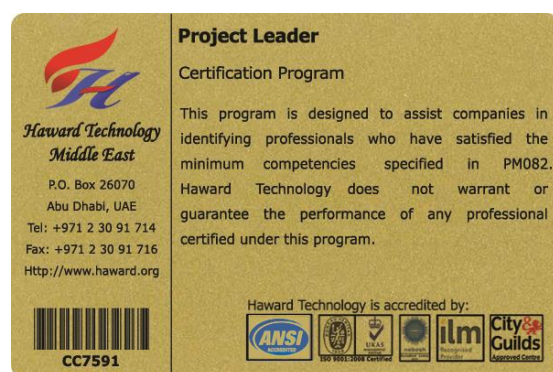 Haward Technology
Middle East
P.O. Box 26070
Abu Dhabi, UAE
Tel: +971 2 30 91 714
Fax: +971 2 30 91 716
Http://www.haward.org
CC7591
Project Leader
Certification Program
This program is designed to assist companies in
identifying professionals who have satisfied the
minimum competencies specified in PM082.
Haward Technology does not warrant or
guarantee the performance of any professional
certified under this program.
Haward Technology is accredited by:
ANSI
ACCREDITED
ISO 9001:2008 Certified
UKAS
nebosh
ilm
Recognised
Provider
City&
Guilds
Approved Centre